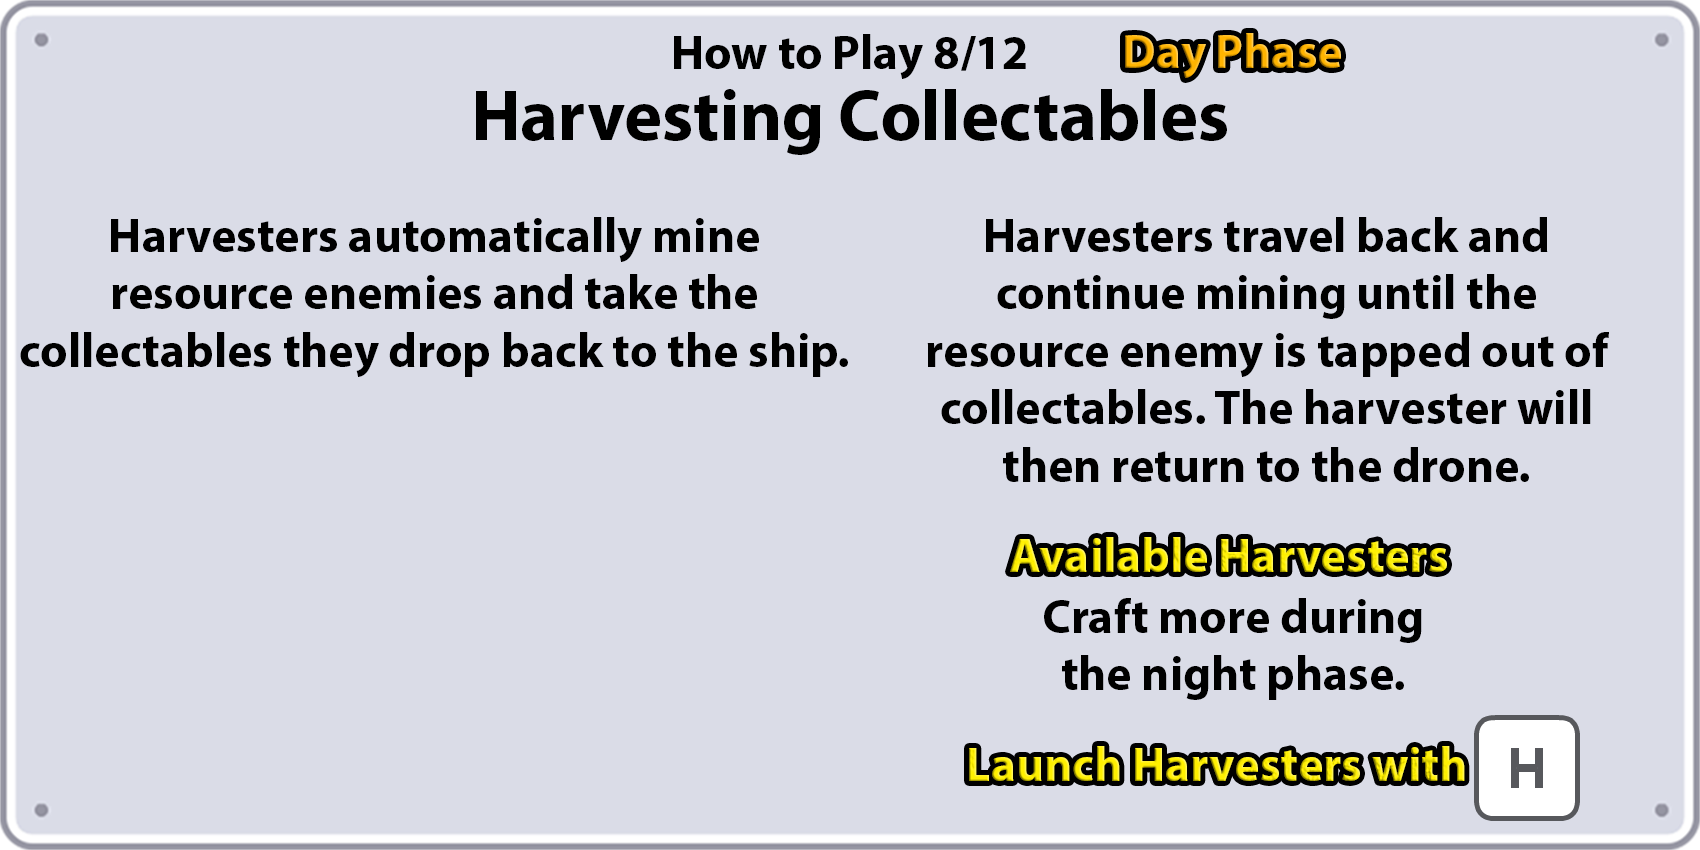 How to Play 8/12
Day Phase
Harvesting Collectables
Harvesters automatically mine
resource enemies and take the
collectables they drop back to the ship.
Harvesters travel back and
continue mining until the
resource enemy is tapped out of
collectables. The harvester will
then return to the drone.
Available Harvesters
Craft more during
the night phase.
Launch Harvesters with
H